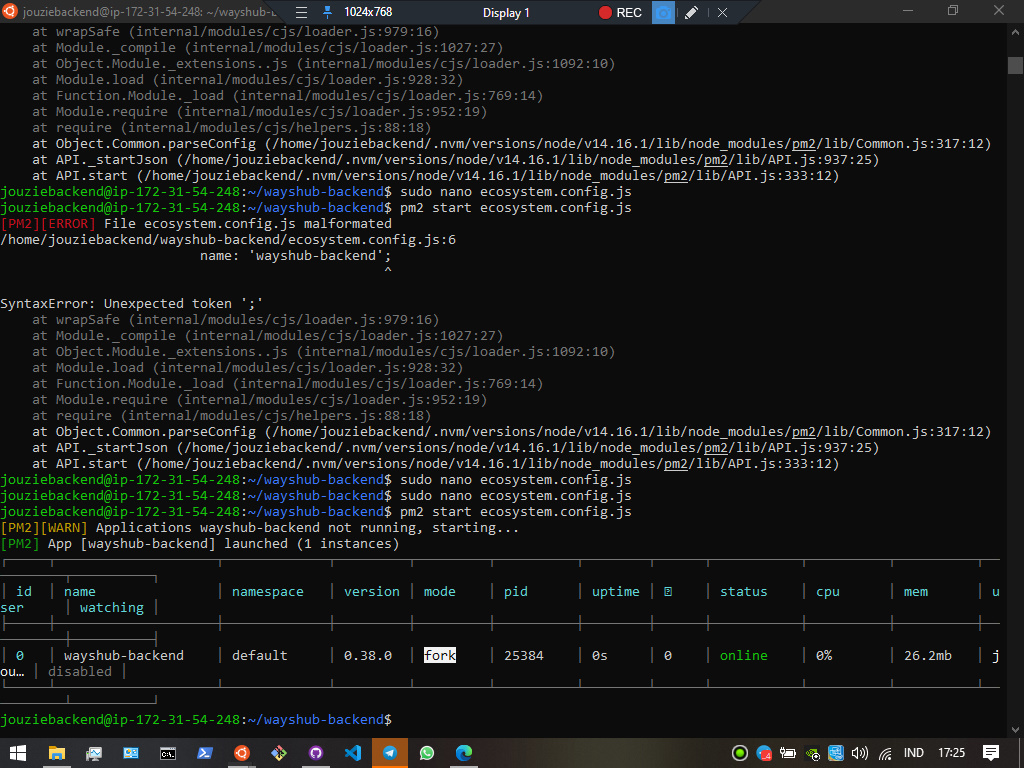 jouziebackend@ip-172-31-54-248: ~/wayshub-b
1024x768
Display 1
REC
at wrapSafe (internal/modules/cjs/loader.js:979:16)
at Module._compile (internal/modules/cjs/loader.js:1027:27)
at Object.Module._extensions..js (internal/modules/cjs/loader.js:1092:10)
at Module.load (internal/modules/cjs/loader.js:928:32)
at Function.Module._load (internal/modules/cjs/loader.js:769:14)
at Module.require (internal/modules/cjs/loader.js:952:19)
at require (internal/modules/cjs/helpers.js:88:18)
at Object.Common.parseConfig (/home/jouziebackend/.nvm/versions/node/v14.16.1/lib/node_modules/pm2/lib/Common.js:317:12)
at API._startJson (/home/jouziebackend/.nvm/versions/node/v14.16.1/lib/node_modules/pm2/lib/API.js:937:25)
at API.start (/home/jouziebackend/.nvm/versions/node/v14.16.1/lib/node_modules/pm2/lib/API.js:333:12)
jouziebackend@ip-172-31-54-248:~/wayshub-backend$ sudo nano ecosystem.config.js
jouziebackend@ip-172-31-54-248:~/wayshub-backend$ pm2 start ecosystem.config.js
[PM2][ERROR] File ecosystem.config.js malformated
/home/jouziebackend/wayshub-backend/ecosystem.config.js:6
name: 'wayshub-backend';
^
SyntaxError: Unexpected token ';'
at wrapSafe (internal/modules/cjs/loader.js:979:16)
at Module._compile (internal/modules/cjs/loader.js:1027:27)
at Object.Module._extensions..js (internal/modules/cjs/loader.js:1092:10)
at Module.load (internal/modules/cjs/loader.js:928:32)
at Function.Module._load (internal/modules/cjs/loader.js:769:14)
at Module.require (internal/modules/cjs/loader.js:952:19)
at require (internal/modules/cjs/helpers.js:88:18)
at Object.Common.parseConfig (/home/jouziebackend/.nvm/versions/node/v14.16.1/lib/node_modules/pm2/lib/Common.js:317:12)
at API._startJson (/home/jouziebackend/.nvm/versions/node/v14.16.1/lib/node_modules/pm2/lib/API.js:937:25)
at API.start (/home/jouziebackend/.nvm/versions/node/v14.16.1/lib/node_modules/pm2/lib/API.js:333:12)
jouziebackend@ip-172-31-54-248:~/wayshub-backend$ sudo nano ecosystem.config.js
jouziebackend@ip-172-31-54-248:~/wayshub-backend$ sudo nano ecosystem.config.js
jouziebackend@ip-172-31-54-248:~/wayshub-backend$ pm2 start ecosystem.config.js
[PM2][WARN] Applications wayshub-backend not running, starting...
[PM2] App [wayshub-backend] launched (1 instances)
│ id │ name │ namespace │ version │ mode │ pid │ uptime │ │ status │ cpu │ mem │ u
ser │ watching │
│ 0 │ wayshub-backend │ default │ 0.38.0 │ fork │ 25384 │ 0s │ 0 │ online │ 0% │ 26.2mb │ j
ou… │ disabled │
jouziebackend@ip-172-31-54-248:~/wayshub-backend$
IND
17:25